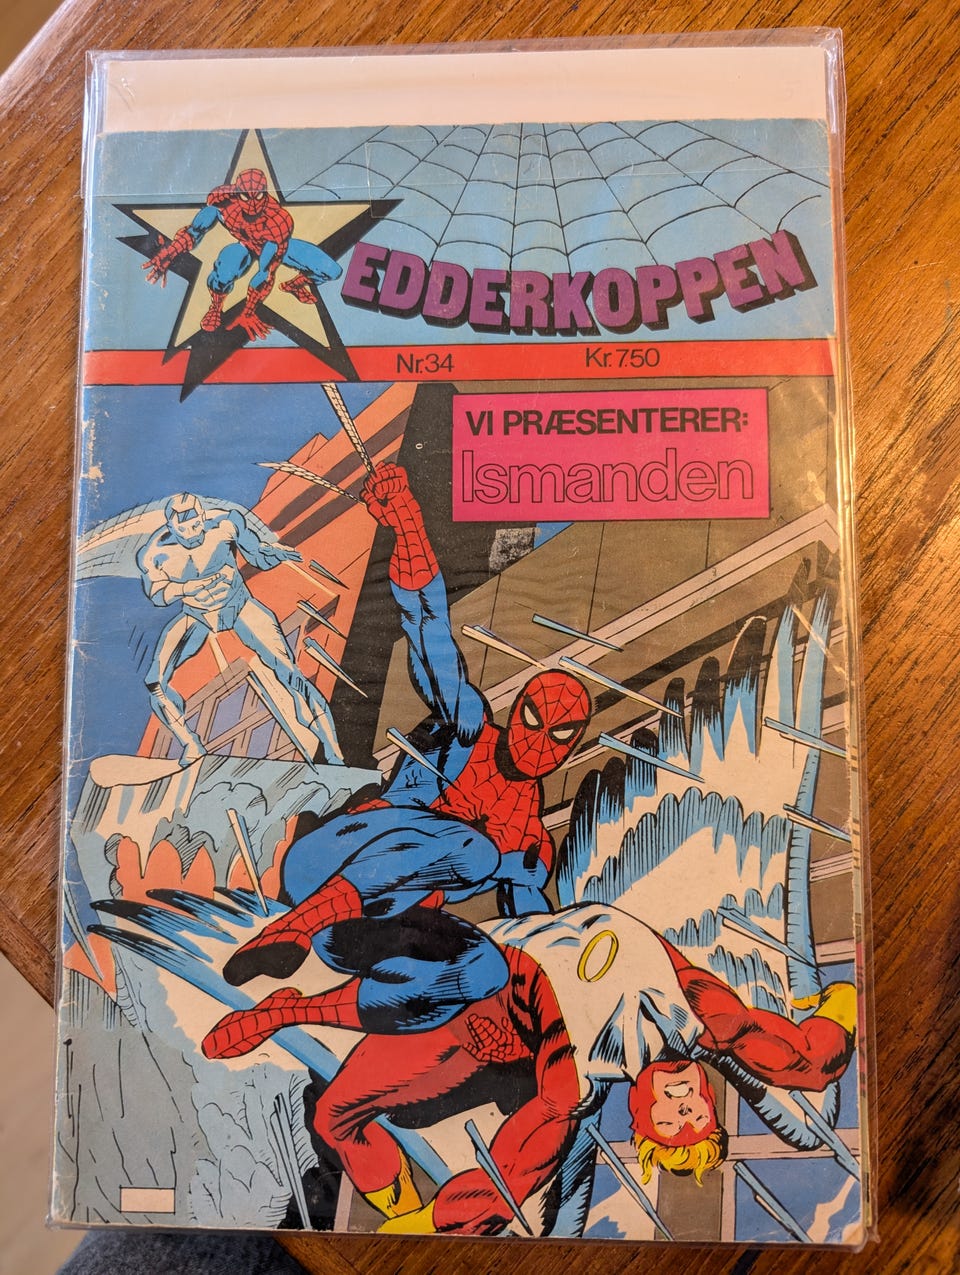 EDDERKOPPEN
Nr. 34 Kr. 7.50
VI PRÆSENTERER:
Ismanden